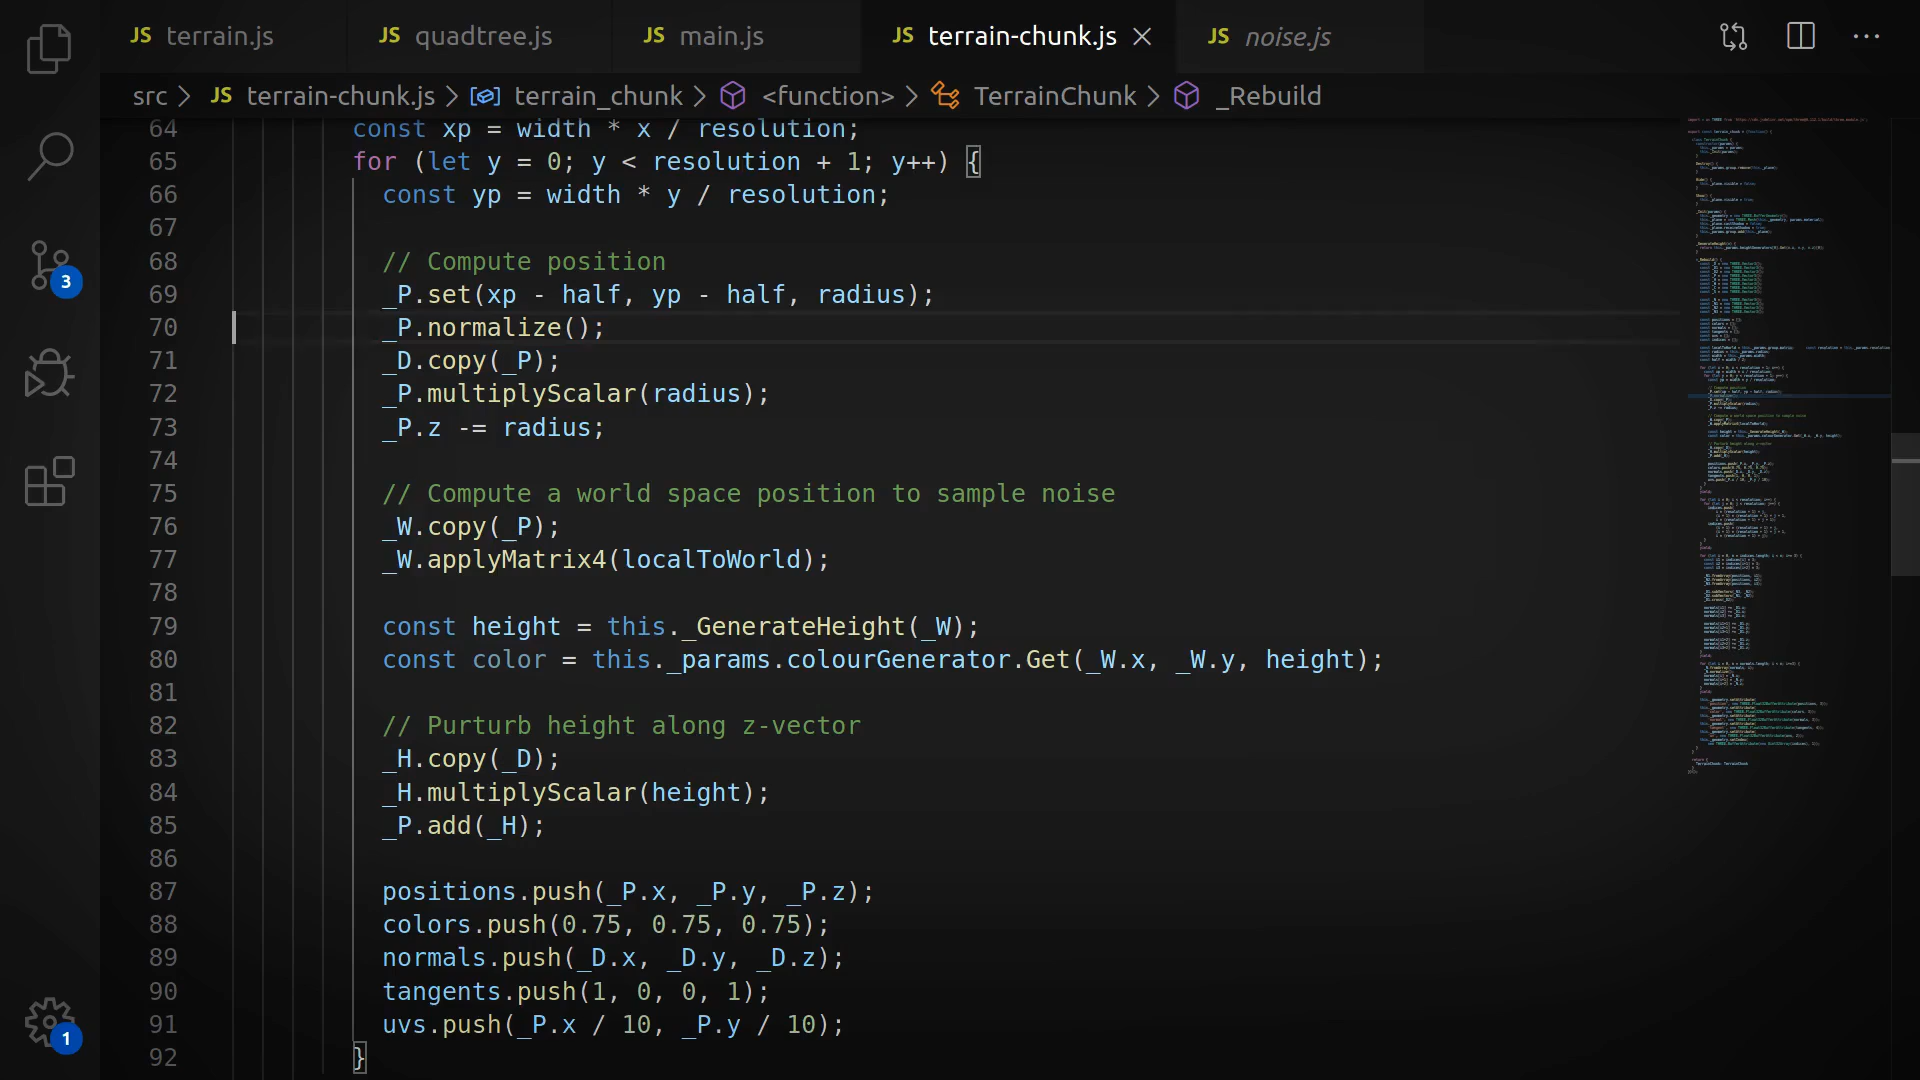 JS terrain.js JS quadtree.js JS main.js JS terrain-chunk.js JS noise.js
src > JS terrain-chunk.js > terrain_chunk > <function> > TerrainChunk > _Rebuild
64 const xp = width * x / resolution;
65 for (let y = 0; y < resolution + 1; y++) {
66 const yp = width * y / resolution;
67
68 // Compute position
69 _P.set(xp - half, yp - half, radius);
70 _P.normalize();
71 _D.copy(_P);
72 _P.multiplyScalar(radius);
73 _P.z -= radius;
74
75 // Compute a world space position to sample noise
76 _W.copy(_P);
77 _W.applyMatrix4(localToWorld);
78
79 const height = this._GenerateHeight(_W);
80 const color = this._params.colourGenerator.Get(_W.x, _W.y, height);
81
82 // Purturb height along z-vector
83 _H.copy(_D);
84 _H.multiplyScalar(height);
85 _P.add(_H);
86
87 positions.push(_P.x, _P.y, _P.z);
88 colors.push(0.75, 0.75, 0.75);
89 normals.push(_D.x, _D.y, _D.z);
90 tangents.push(1, 0, 0, 1);
91 uvs.push(_P.x / 10, _P.y / 10);
92 }
3
1